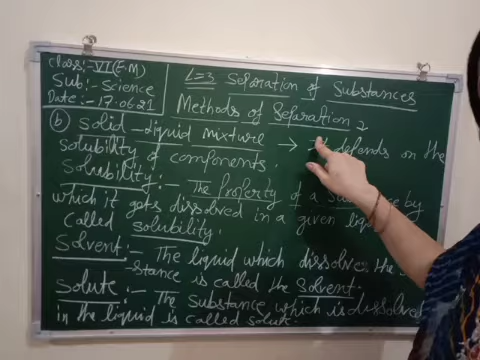 Class:- VI (E.M)
Sub:- Science
Date:- 17.06.21
L=3 Separation of Substances
Methods of Separation
(b) Solid-liquid mixture → It depends on the
solubility of components.
Solubility:- The Property of a substance by
which it gets dissolved in a given
called solubility.
Solvent:- The liquid which dissolves the
-stance is called the solvent.
Solute:- The Substance which is dissolved
in the liquid is called solute.